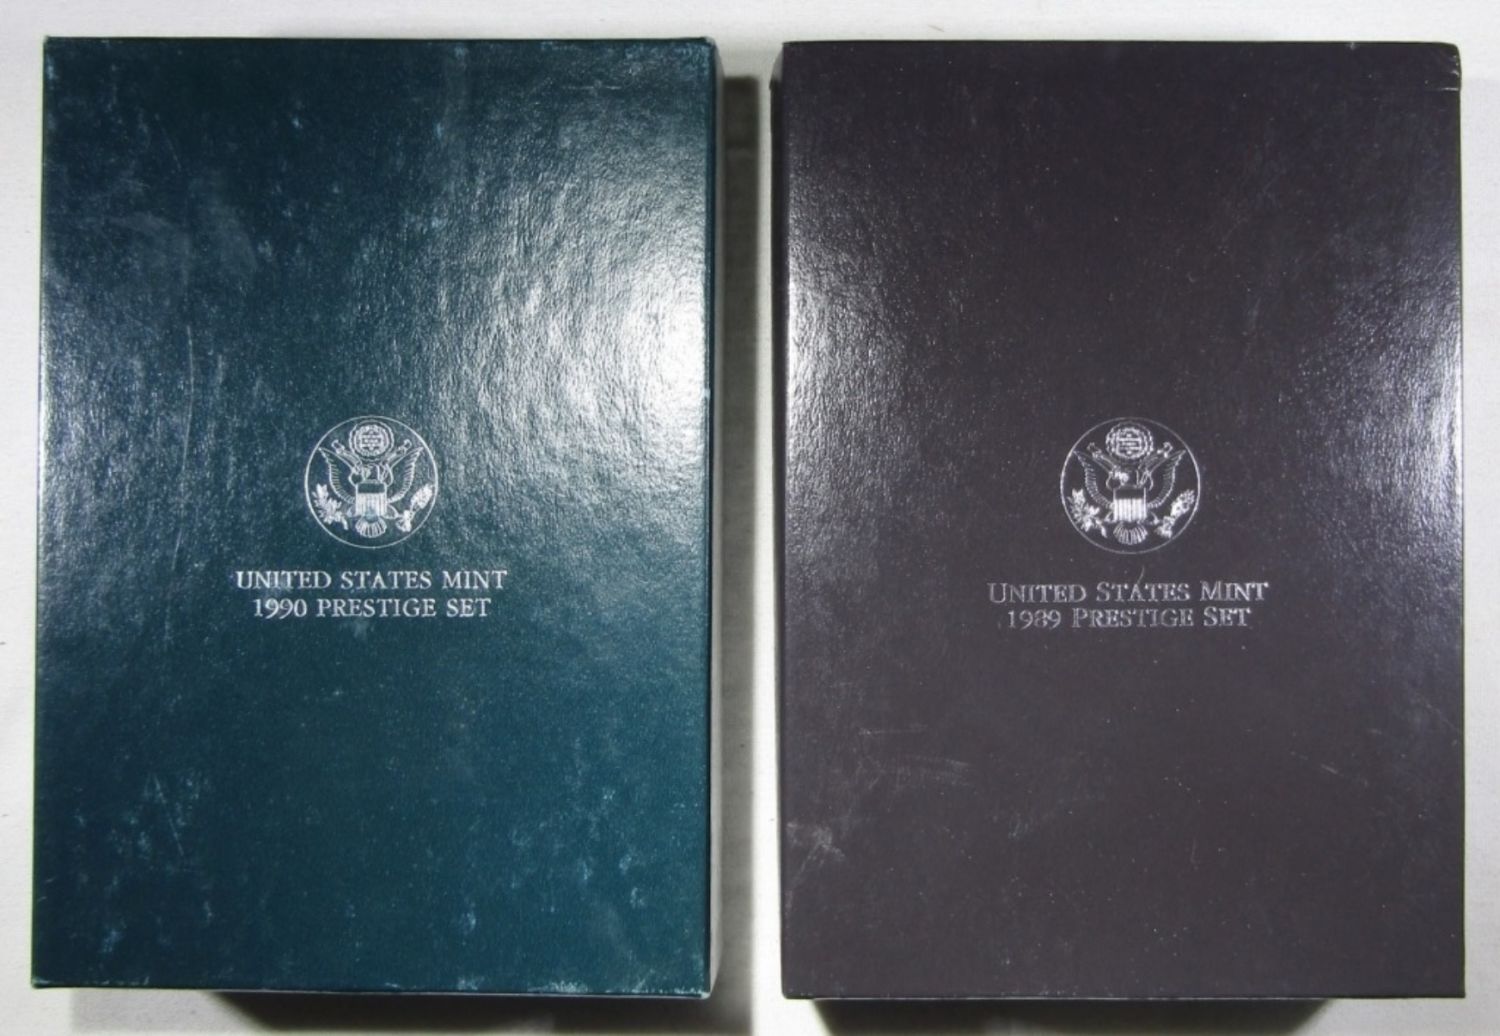 UNITED STATES MINT
1990 PRESTIGE SET
UNITED STATES MINT
1989 PRESTIGE SET